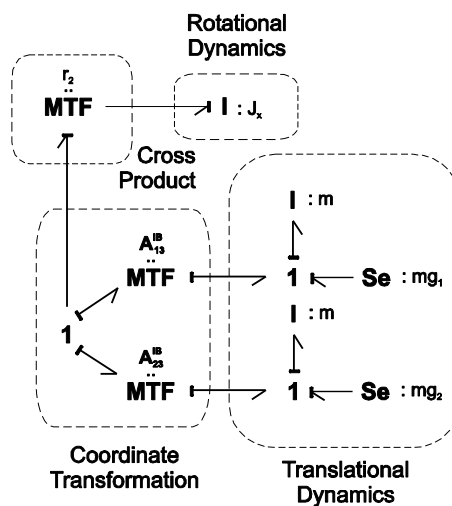 Rotational
Dynamics
r₂
MTF
I : Jₓ
Cross
Product
I : m
A₁₃ᴵᴮ
MTF
1
Se : mg₁
I : m
1
A₂₃ᴵᴮ
MTF
1
Se : mg₂
Coordinate
Transformation
Translational
Dynamics